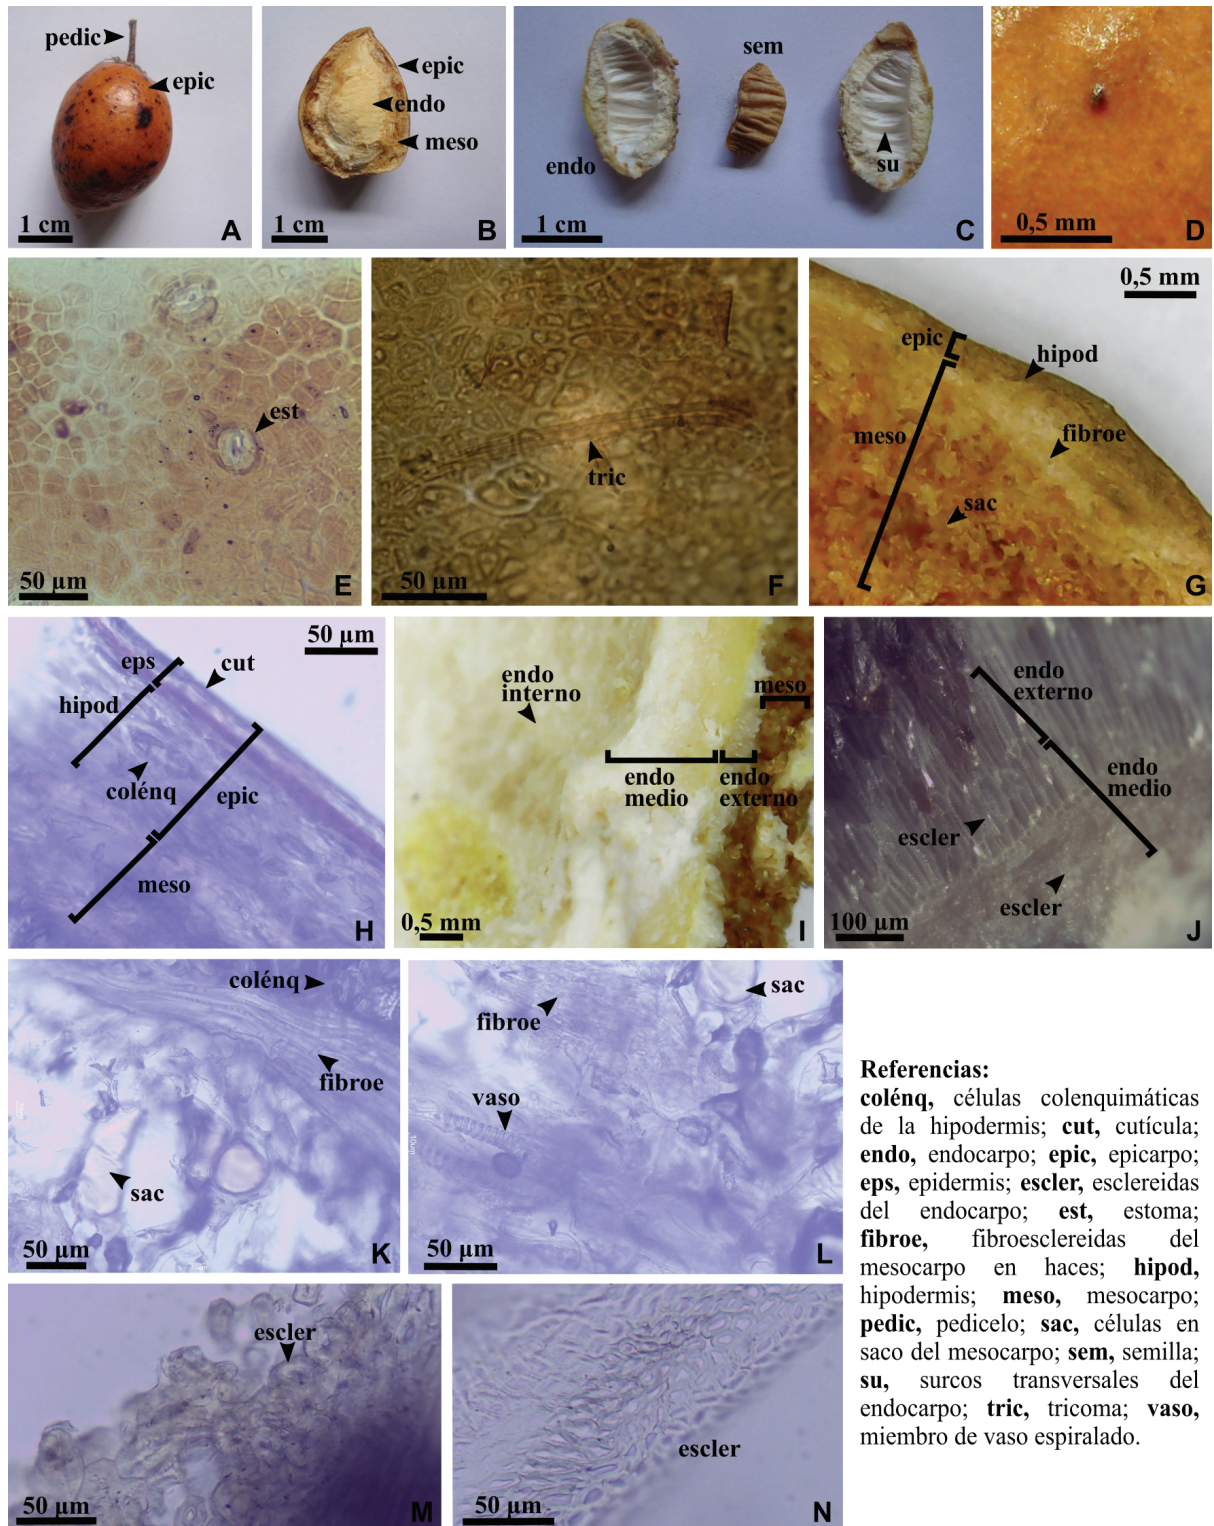 pedic
epic
1 cm
A
epic
endo
meso
1 cm
B
sem
endo
su
1 cm
C
0,5 mm
D
est
50 µm
E
tric
50 µm
F
0,5 mm
epic
hipod
meso
fibroe
sac
G
50 µm
eps
cut
hipod
colénq
epic
meso
H
endo
interno
meso
endo
medio
endo
externo
0,5 mm
I
endo
externo
endo
medio
escler
escler
100 µm
J
colénq
fibroe
sac
50 µm
K
sac
fibroe
vaso
50 µm
L
escler
50 µm
M
escler
50 µm
N
Referencias:
colénq, células colenquimáticas
de la hipodermis; cut, cutícula;
endo, endocarpo; epic, epicarpo;
eps, epidermis; escler, esclereidas
del endocarpo; est, estoma;
fibroe, fibroesclereidas del
mesocarpo en haces; hipod,
hipodermis; meso, mesocarpo;
pedic, pedicelo; sac, células en
saco del mesocarpo; sem, semilla;
su, surcos transversales del
endocarpo; tric, tricoma; vaso,
miembro de vaso espiralado.